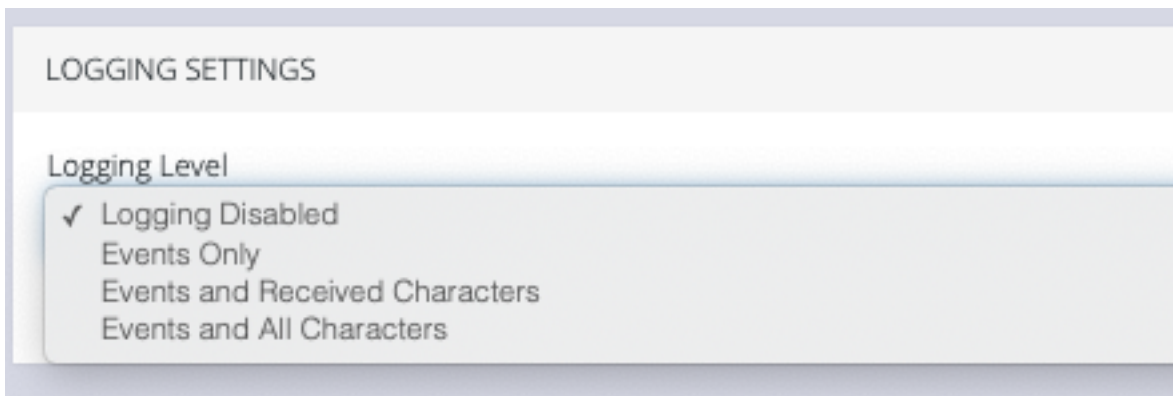 LOGGING SETTINGS
Logging Level
✓ Logging Disabled
Events Only
Events and Received Characters
Events and All Characters